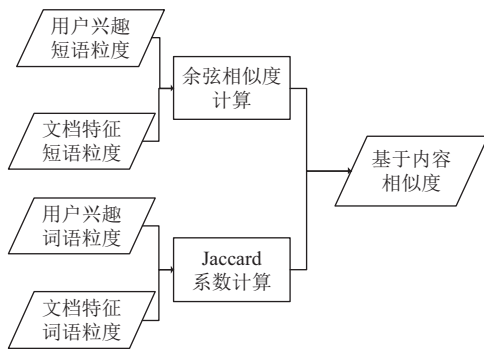 用户兴趣
短语粒度
余弦相似度
计算
文档特征
短语粒度
基于内容
相似度
用户兴趣
词语粒度
Jaccard
系数计算
文档特征
词语粒度